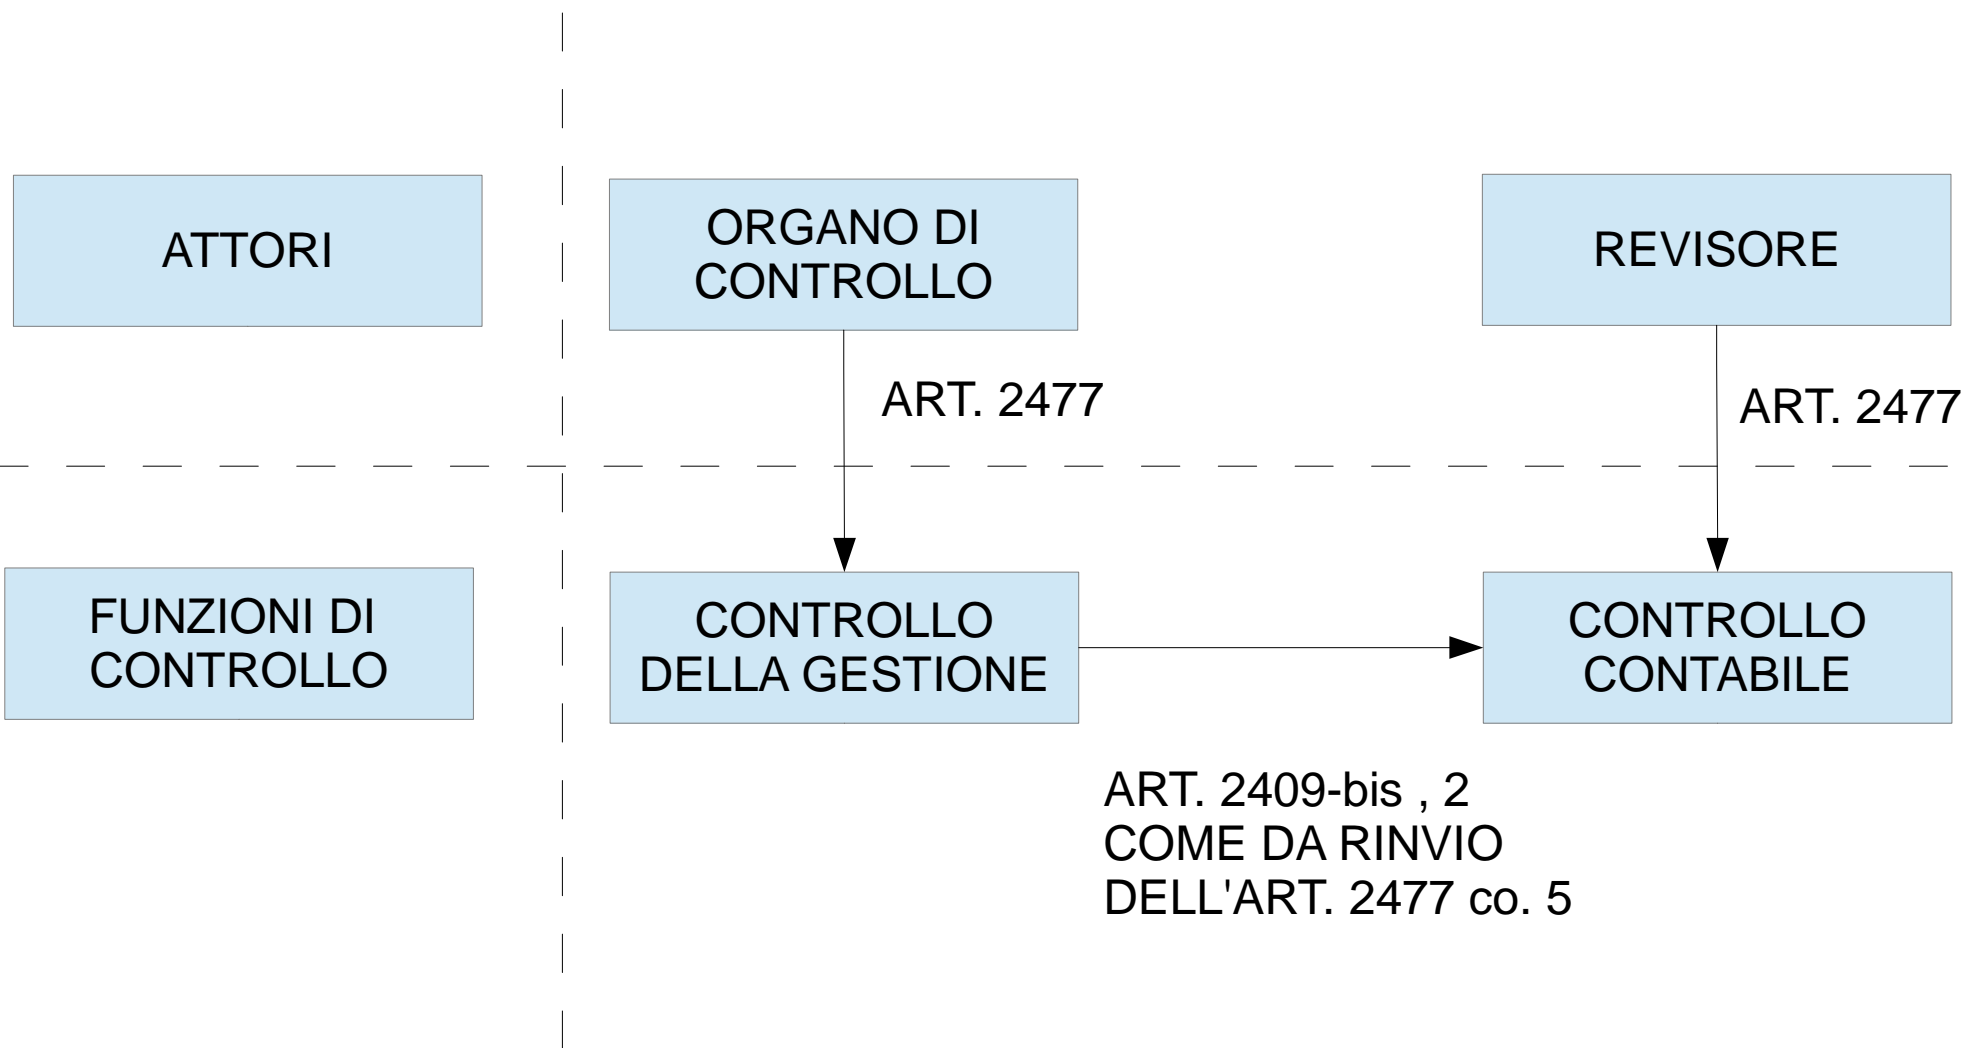 ATTORI
ORGANO DI
CONTROLLO
REVISORE
ART. 2477
ART. 2477
FUNZIONI DI
CONTROLLO
CONTROLLO
DELLA GESTIONE
CONTROLLO
CONTABILE
ART. 2409-bis , 2
COME DA RINVIO
DELL'ART. 2477 co. 5